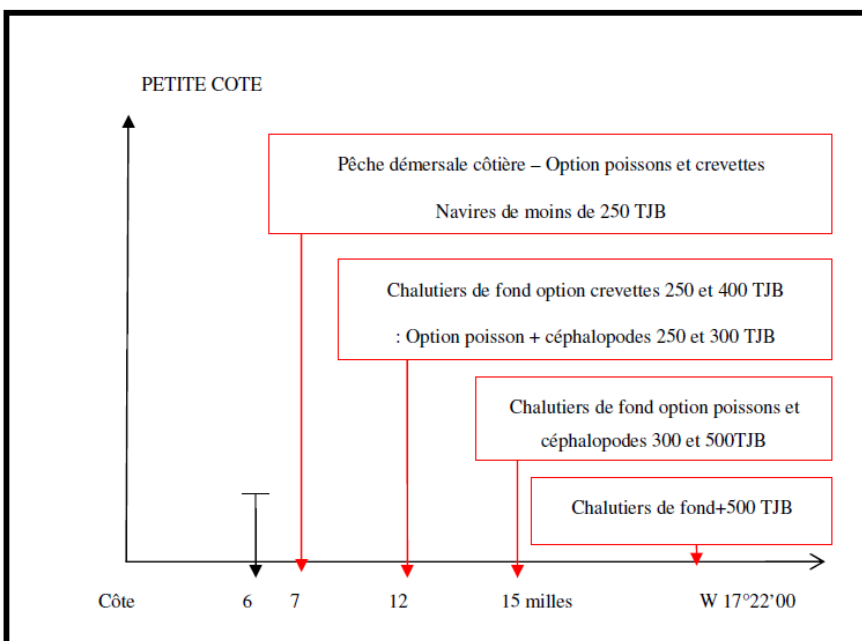 PETITE COTE
Pêche démersale côtière – Option poissons et crevettes
Navires de moins de 250 TJB
Chalutiers de fond option crevettes 250 et 400 TJB
: Option poisson + céphalopodes 250 et 300 TJB
Chalutiers de fond option poissons et
céphalopodes 300 et 500TJB
Chalutiers de fond+500 TJB
Côte 6 7 12 15 milles W 17°22’00